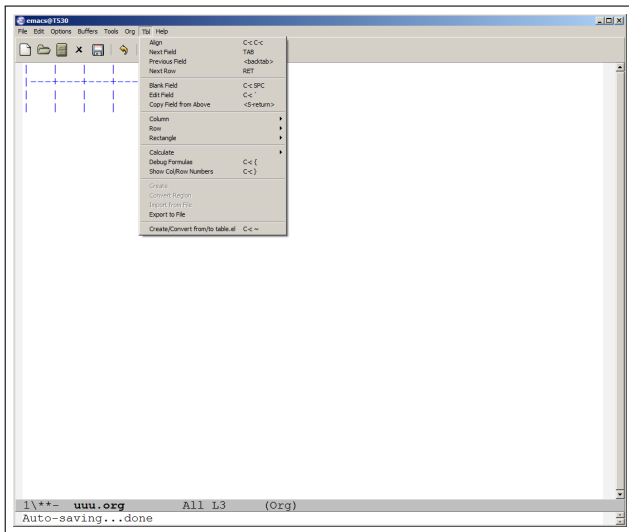 emacs@T530
File Edit Options Buffers Tools Org Tbl Help
Align C-c C-c
Next Field TAB
Previous Field <backtab>
Next Row RET
Blank Field C-c SPC
Edit Field C-c `
Copy Field from Above <S-return>
Column
Row
Rectangle
Calculate
Debug Formulas C-c {
Show Col/Row Numbers C-c }
Create
Convert Region
Import from File
Export to File
Create/Convert from/to table.el C-c ~
| | | |
|---+---+---+---
| | | |
| | | |
1\**- uuu.org All L3 (Org)
Auto-saving...done